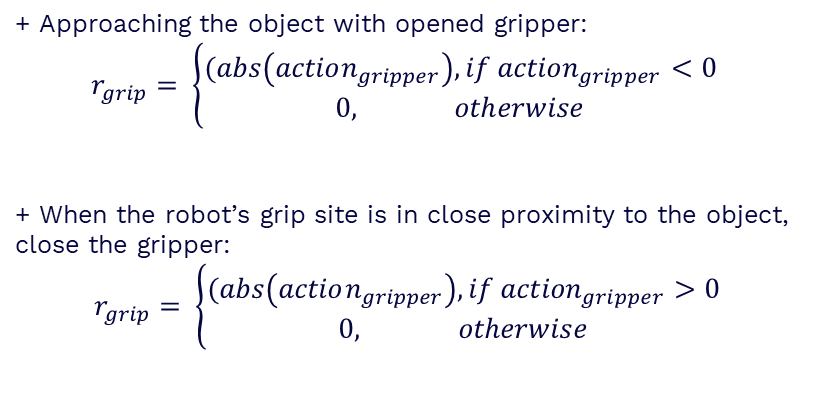 + Approaching the object with opened gripper:
r_grip = { (abs(action_gripper), if action_gripper < 0
0, otherwise
+ When the robot’s grip site is in close proximity to the object,
close the gripper:
r_grip = { (abs(action_gripper), if action_gripper > 0
0, otherwise